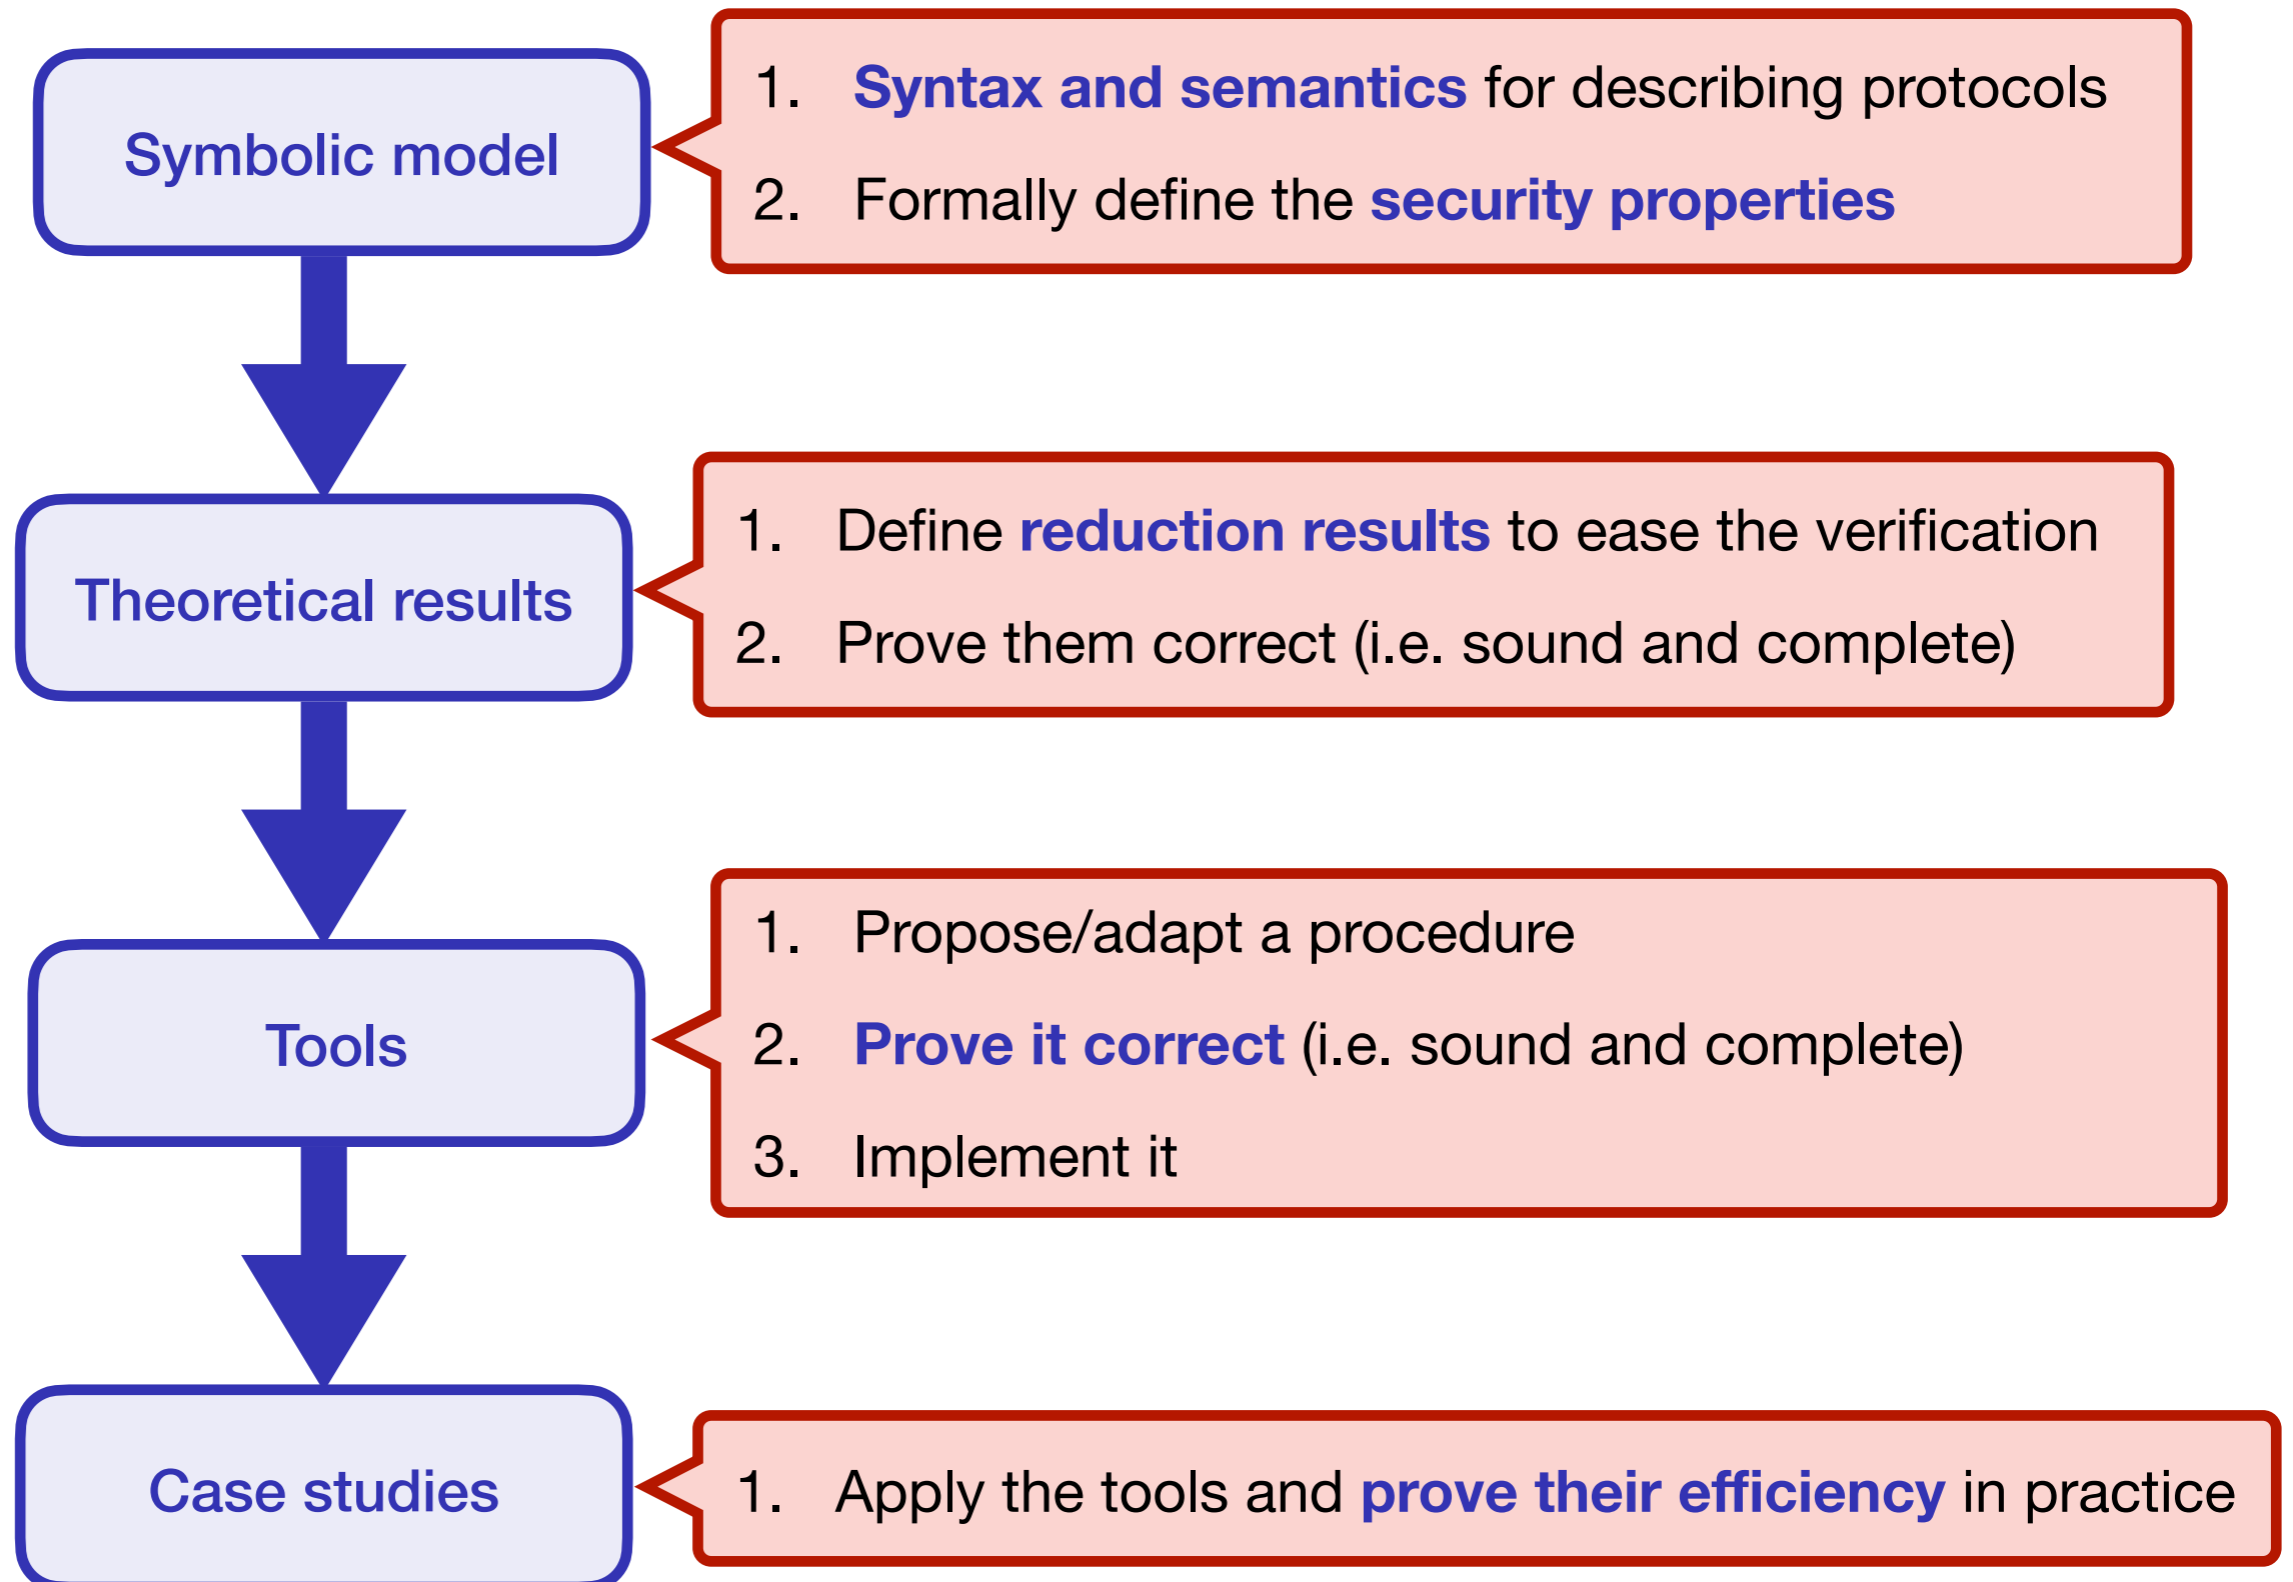 Symbolic model
1. Syntax and semantics for describing protocols
2. Formally define the security properties
Theoretical results
1. Define reduction results to ease the verification
2. Prove them correct (i.e. sound and complete)
Tools
1. Propose/adapt a procedure
2. Prove it correct (i.e. sound and complete)
3. Implement it
Case studies
1. Apply the tools and prove their efficiency in practice